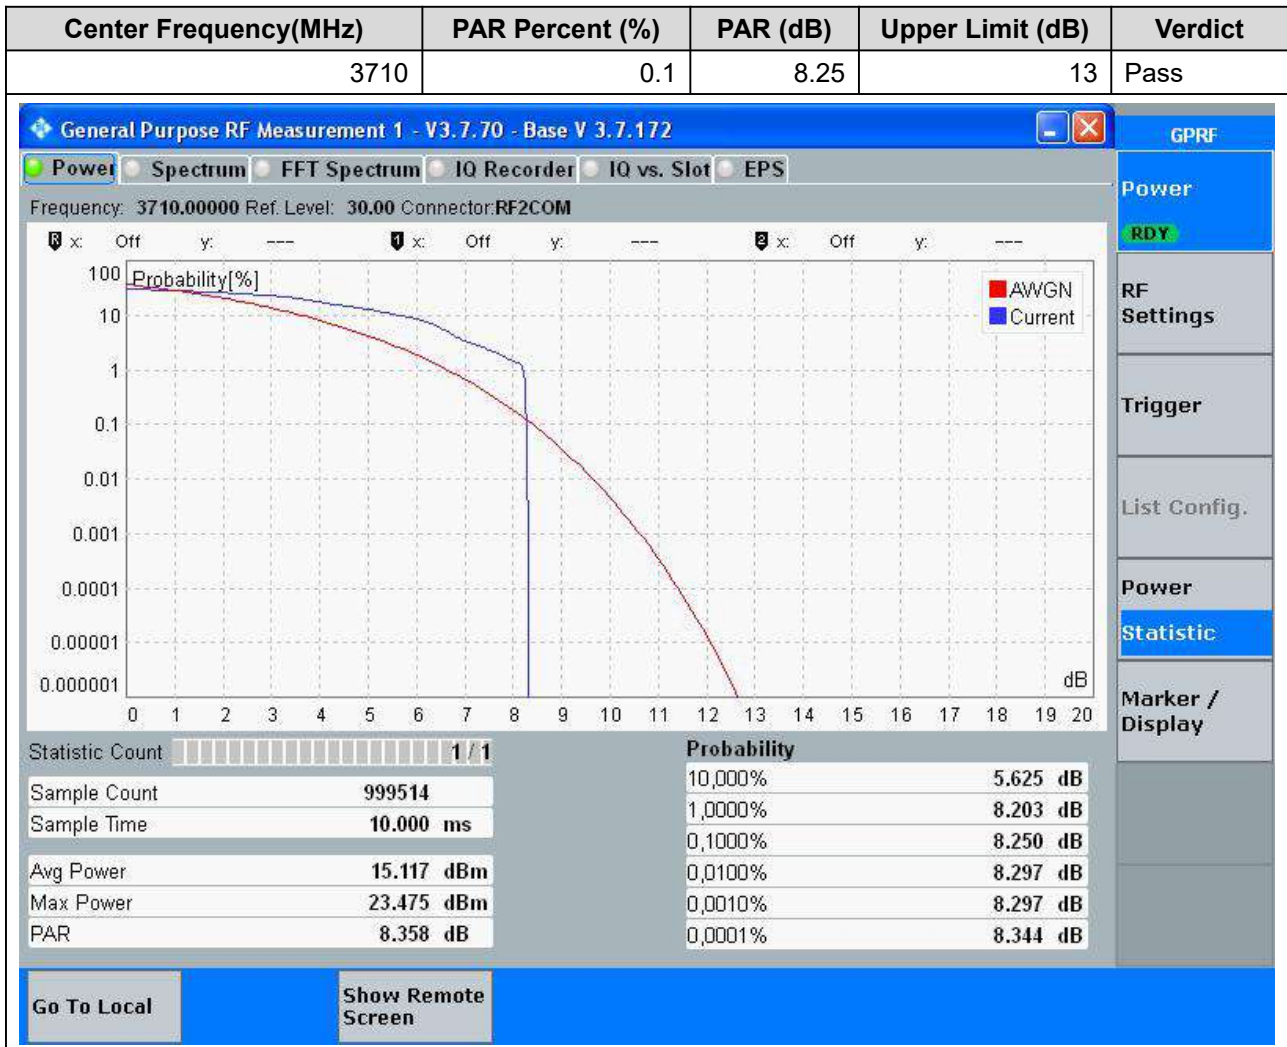 Center Frequency(MHz) PAR Percent (%) PAR (dB) Upper Limit (dB) Verdict
3710 0.1 8.25 13 Pass
General Purpose RF Measurement 1 - V3.7.70 - Base V 3.7.172
GPRF
Power Spectrum FFT Spectrum IQ Recorder IQ vs. Slot EPS
Power
RDY
Frequency: 3710.00000 Ref. Level: 30.00 Connector:RF2COM
R x: Off y: --- 1 x: Off y: --- 2 x: Off y: ---
Probability[%]
AWGN
Current
100
10
1
0.1
0.01
0.001
0.0001
0.00001
0.000001
dB
0 1 2 3 4 5 6 7 8 9 10 11 12 13 14 15 16 17 18 19 20
RF
Settings
Trigger
List Config.
Power
Statistic
Marker /
Display
Statistic Count 1 / 1
Sample Count 999514
Sample Time 10.000 ms
Avg Power 15.117 dBm
Max Power 23.475 dBm
PAR 8.358 dB
Probability
10,000% 5.625 dB
1,0000% 8.203 dB
0,1000% 8.250 dB
0,0100% 8.297 dB
0,0010% 8.297 dB
0,0001% 8.344 dB
Go To Local
Show Remote
Screen